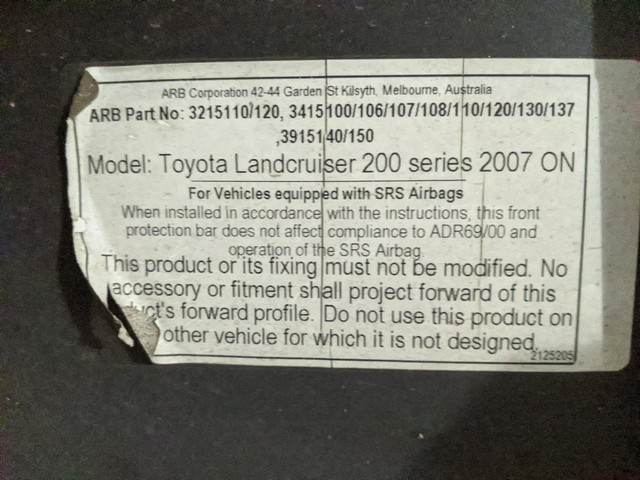 ARB Corporation 42-44 Garden St Kilsyth, Melbourne, Australia
ARB Part No: 3215110/120, 3415100/106/107/108/110/120/130/137
,3915140/150
Model: Toyota Landcruiser 200 series 2007 ON
For Vehicles equipped with SRS Airbags
When installed in accordance with the instructions, this front
protection bar does not affect compliance to ADR69/00 and
operation of the SRS Airbag
This product or its fixing must not be modified. No
accessory or fitment shall project forward of this
uct's forward profile. Do not use this product on
other vehicle for which it is not designed.
2125205